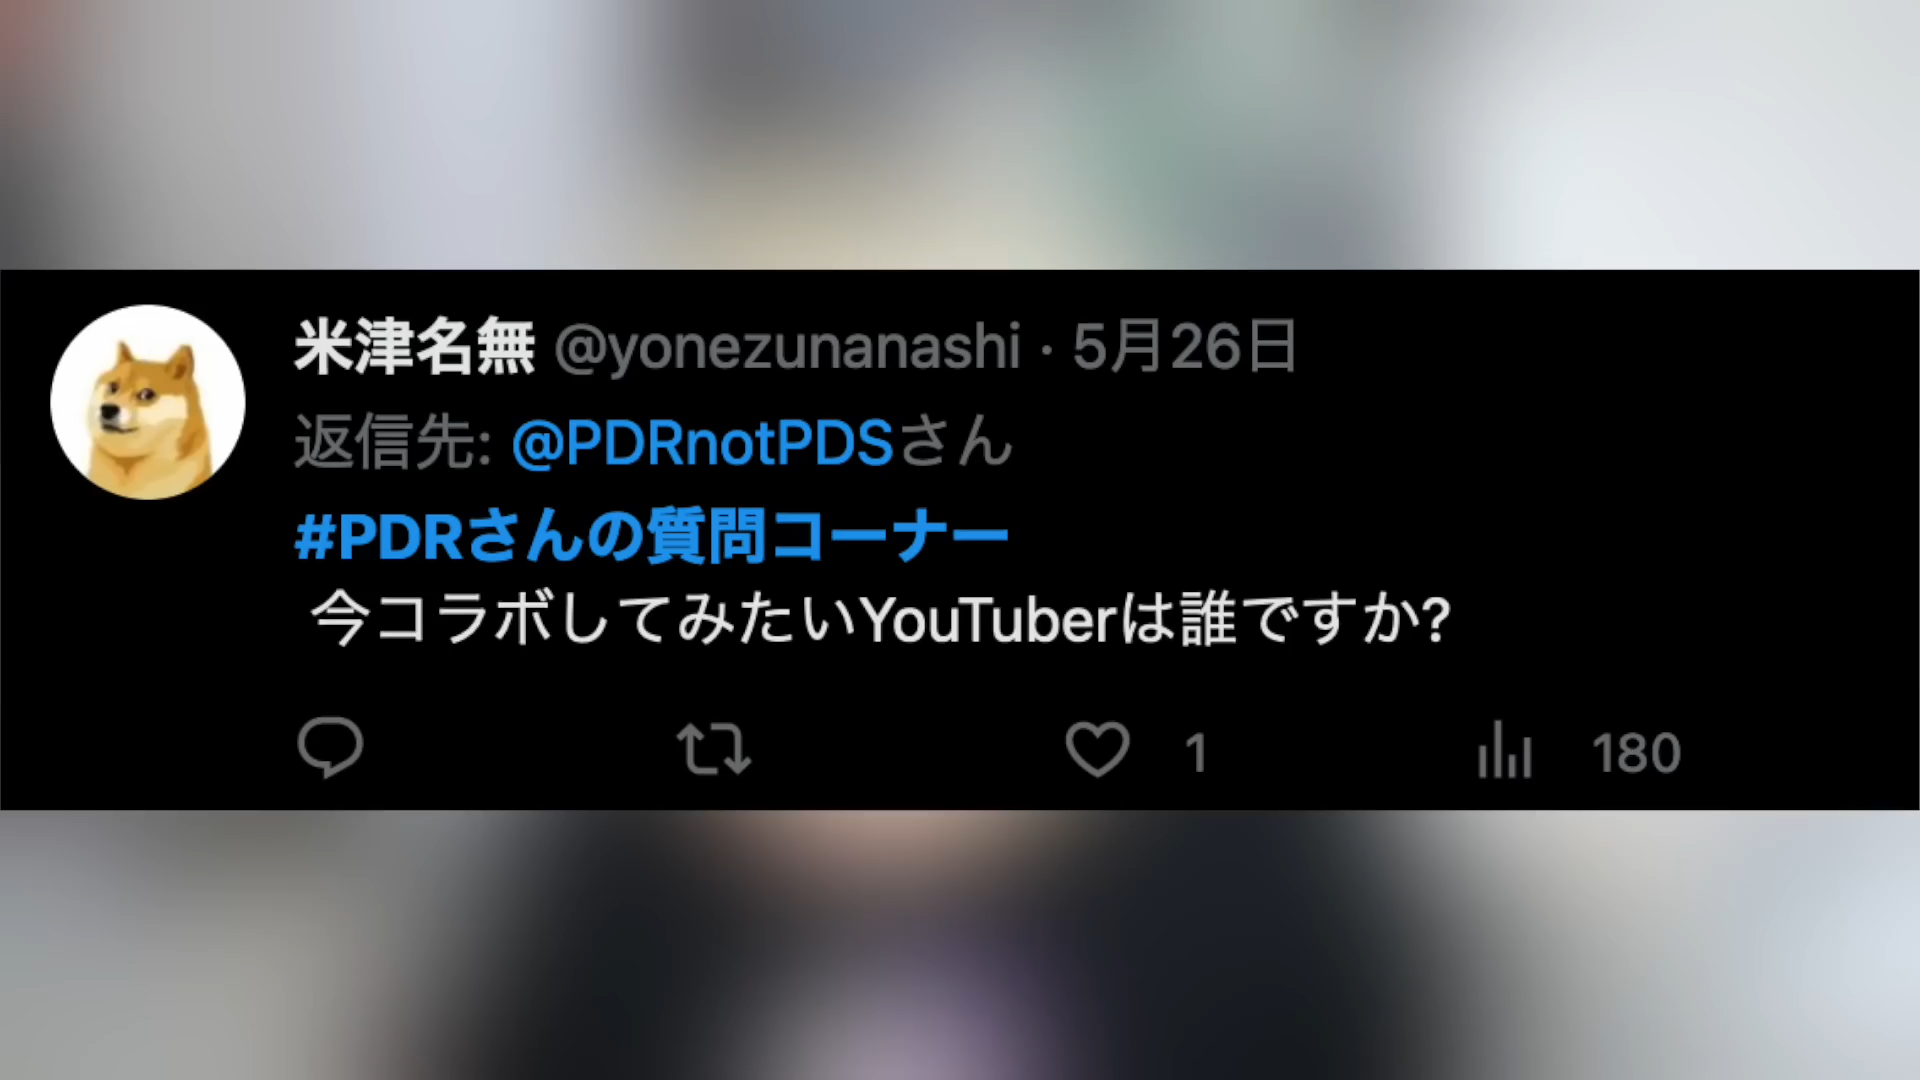 米津名無 @yonezunanashi · 5月26日
返信先: @PDRnotPDSさん
#PDRさんの質問コーナー
今コラボしてみたいYouTuberは誰ですか?
1 180